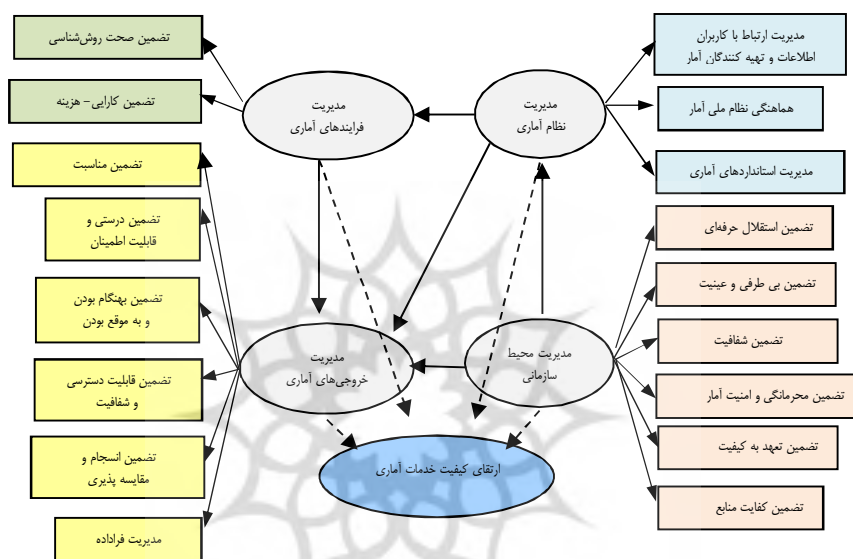 مدیریت ارتباط با کاربران
اطلاعات و تهیه کنندگان آمار
هماهنگی نظام ملی آمار
مدیریت استانداردهای آماری
تضمین استقلال حرفه‌ای
تضمین بی طرفی و عینیت
تضمین شفافیت
تضمین محرمانگی و امنیت آمار
تضمین تعهد به کیفیت
تضمین کفایت منابع
مدیریت
نظام آماری
مدیریت محیط
سازمانی
مدیریت
فرایندهای آماری
مدیریت
خروجی‌های آماری
ارتقای کیفیت خدمات آماری
تضمین صحت روش‌شناسی
تضمین کارایی- هزینه
تضمین مناسبت
تضمین درستی و
قابلیت اطمینان
تضمین بهنگام بودن
و به موقع بودن
تضمین قابلیت دسترسی
و شفافیت
تضمین انسجام و
مقایسه پذیری
مدیریت فراداده